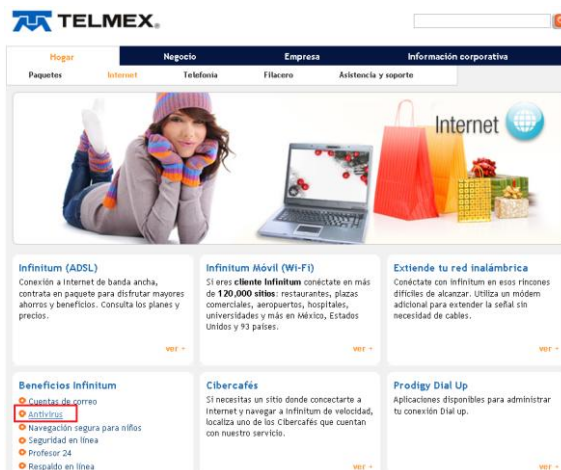 TELMEX®
Hogar Negocio Empresa Información corporativa
Paquetes Internet Telefonía Filacero Asistencia y soporte
Internet
Infinitum (ADSL)
Conexión a Internet de banda ancha,
contrata en paquete para disfrutar mayores
ahorros y beneficios. Consulta los planes y
precios.
ver
Infinitum Móvil (Wi-Fi)
Si eres cliente Infinitum conéctate en más
de 120,000 sitios: restaurantes, plazas
comerciales, aeropuertos, hospitales,
universidades y más en México, Estados
Unidos y 93 países.
ver
Extiende tu red inalámbrica
Conéctate con infinitum en esos rincones
difíciles de alcanzar. Utiliza un módem
adicional para extender la señal sin
necesidad de cables.
ver
Beneficios Infinitum
Cuentas de correo
Antivirus
Navegación segura para niños
Seguridad en línea
Profesor 24
Respaldo en línea
Cibercafés
Si necesitas un sitio donde concectarte a
Internet y navegar a Infinitum de velocidad,
localiza uno de los Cibercafés que cuentan
con nuestro servicio.
ver
Prodigy Dial Up
Aplicaciones disponibles para administrar
tu conexión Dial up.
ver